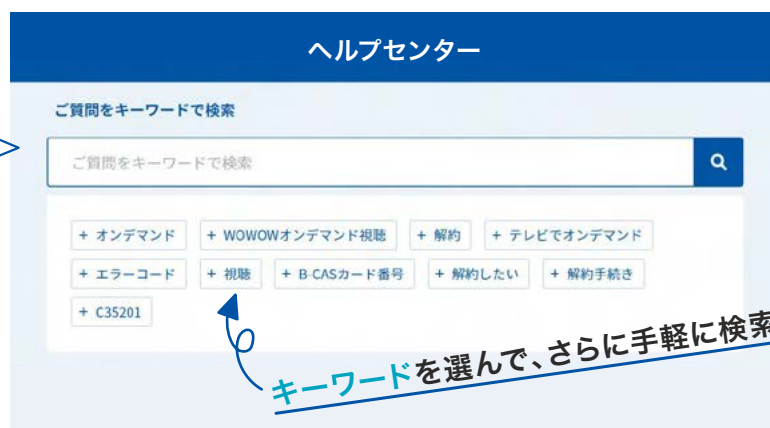 ヘルプセンター
ご質問をキーワードで検索
ご質問をキーワードで検索
+ オンデマンド + WOWOWオンデマンド視聴 + 解約 + テレビでオンデマンド
+ エラーコード + 視聴 + B-CASカード番号 + 解約したい + 解約手続き
+ C35201
キーワードを選んで、さらに手軽に検索